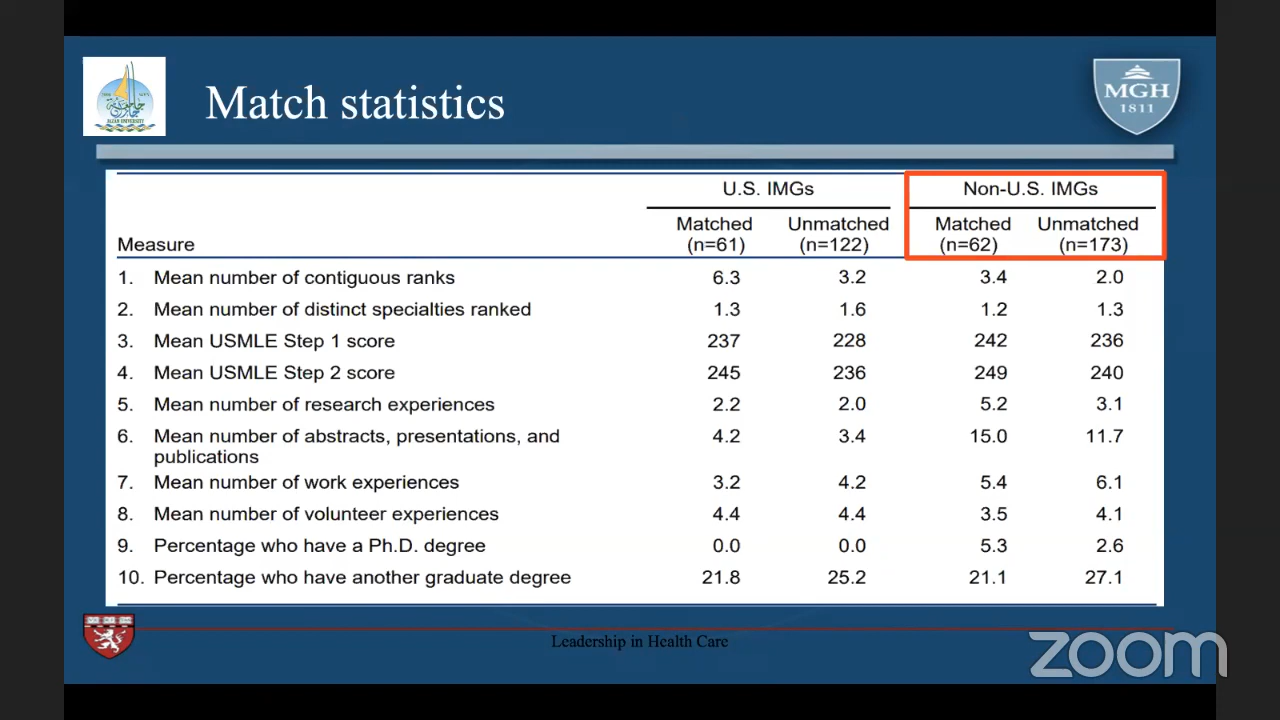 Match statistics
MGH
1811
جامعة جازان
JAZAN UNIVERSITY
U.S. IMGs Non-U.S. IMGs
Matched Unmatched Matched Unmatched
Measure (n=61) (n=122) (n=62) (n=173)
1. Mean number of contiguous ranks 6.3 3.2 3.4 2.0
2. Mean number of distinct specialties ranked 1.3 1.6 1.2 1.3
3. Mean USMLE Step 1 score 237 228 242 236
4. Mean USMLE Step 2 score 245 236 249 240
5. Mean number of research experiences 2.2 2.0 5.2 3.1
6. Mean number of abstracts, presentations, and 4.2 3.4 15.0 11.7
publications
7. Mean number of work experiences 3.2 4.2 5.4 6.1
8. Mean number of volunteer experiences 4.4 4.4 3.5 4.1
9. Percentage who have a Ph.D. degree 0.0 0.0 5.3 2.6
10. Percentage who have another graduate degree 21.8 25.2 21.1 27.1
Leadership in Health Care
zoom